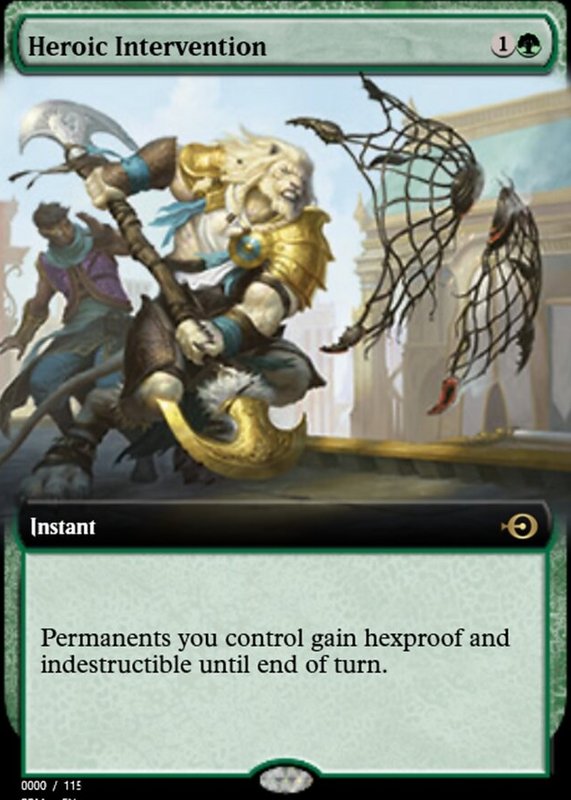 Heroic Intervention
1
Instant
Permanents you control gain hexproof and
indestructible until end of turn.
0000 / 115